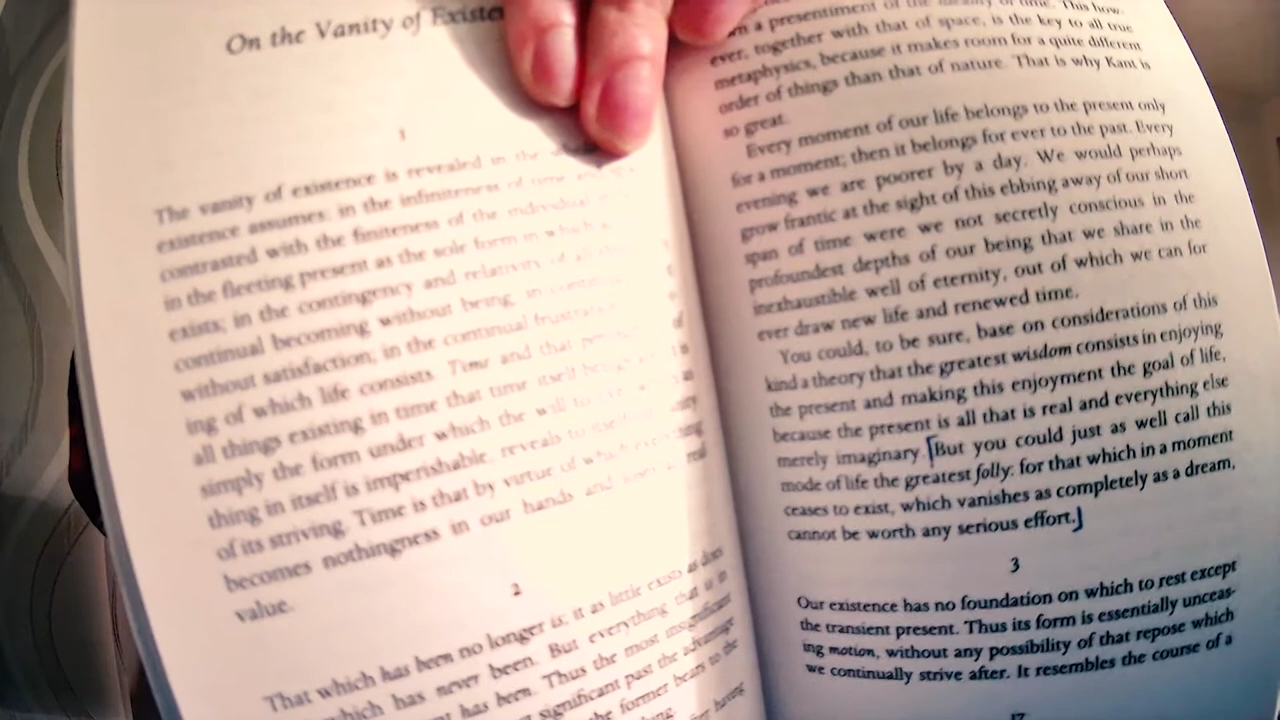 On the Vanity of Existe
1
The vanity of existence is revealed in the
existence assumes: in the infiniteness of time
contrasted with the finiteness of the individual
in the fleeting present as the sole form in which
exists; in the contingency and relativity of all
continual becoming without being; in
without satisfaction; in the continual
ing of which life consists. Time and that
all things existing in time that time itself
simply the form under which the will to
thing in itself is imperishable, reveals to
of its striving. Time is that by virtue of which everything
becomes nothingness in our hands and loses all real
value.
2
That which has been no longer is; it as little exists as does
which has never been. But everything that is in
has been. Thus the most insignificant
significant past the advantage
the former bears to the
having
a presentiment of the ideality of time. This how-
ever, together with that of space, is the key to all true
metaphysics, because it makes room for a quite different
order of things than that of nature. That is why Kant is
so great.
Every moment of our life belongs to the present only
for a moment; then it belongs for ever to the past. Every
evening we are poorer by a day. We would perhaps
grow frantic at the sight of this ebbing away of our short
span of time were we not secretly conscious in the
profoundest depths of our being that we share in the
inexhaustible well of eternity, out of which we can for
ever draw new life and renewed time.
You could, to be sure, base on considerations of this
kind a theory that the greatest wisdom consists in enjoying
the present and making this enjoyment the goal of life,
because the present is all that is real and everything else
merely imaginary. [But you could just as well call this
mode of life the greatest folly: for that which in a moment
ceases to exist, which vanishes as completely as a dream,
cannot be worth any serious effort.]
3
Our existence has no foundation on which to rest except
the transient present. Thus its form is essentially unceas-
ing motion, without any possibility of that repose which
we continually strive after. It resembles the course of a